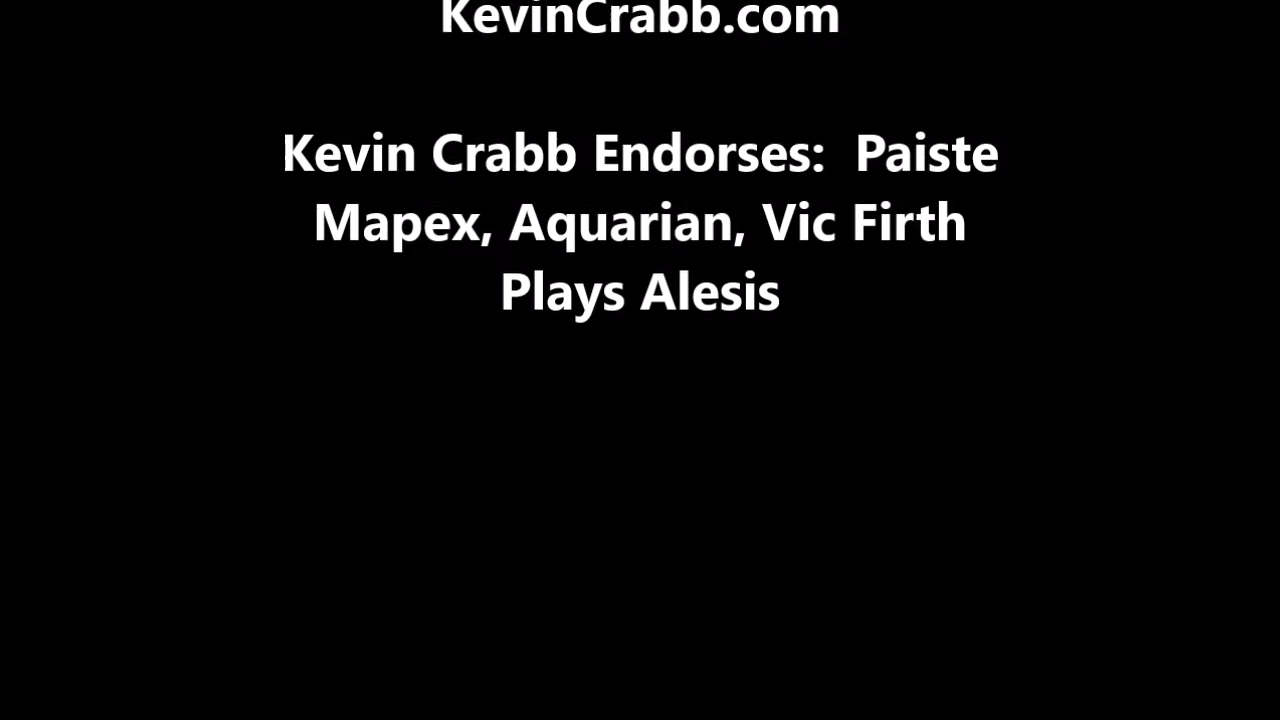 KevinCrabb.com
Kevin Crabb Endorses:  Paiste
Mapex, Aquarian, Vic Firth
Plays Alesis